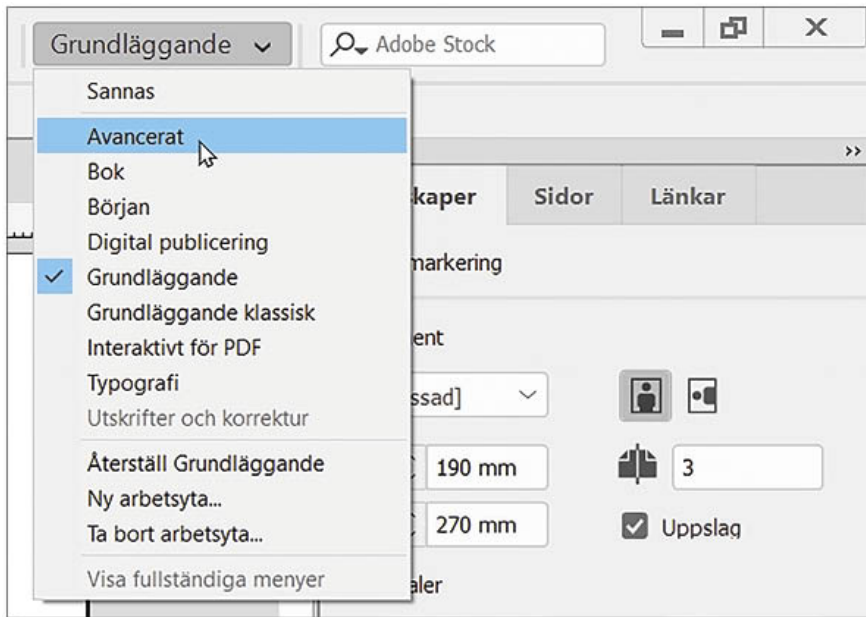 Grundläggande
Adobe Stock
Sannas
Avancerat
Bok
Början
Digital publicering
Grundläggande
Grundläggande klassisk
Interaktivt för PDF
Typografi
Utskrifter och korrektur
Återställ Grundläggande
Ny arbetsyta...
Ta bort arbetsyta...
Visa fullständiga menyer
kaper Sidor Länkar
markering
ent
ssad]
190 mm 3
270 mm Uppslag
aler